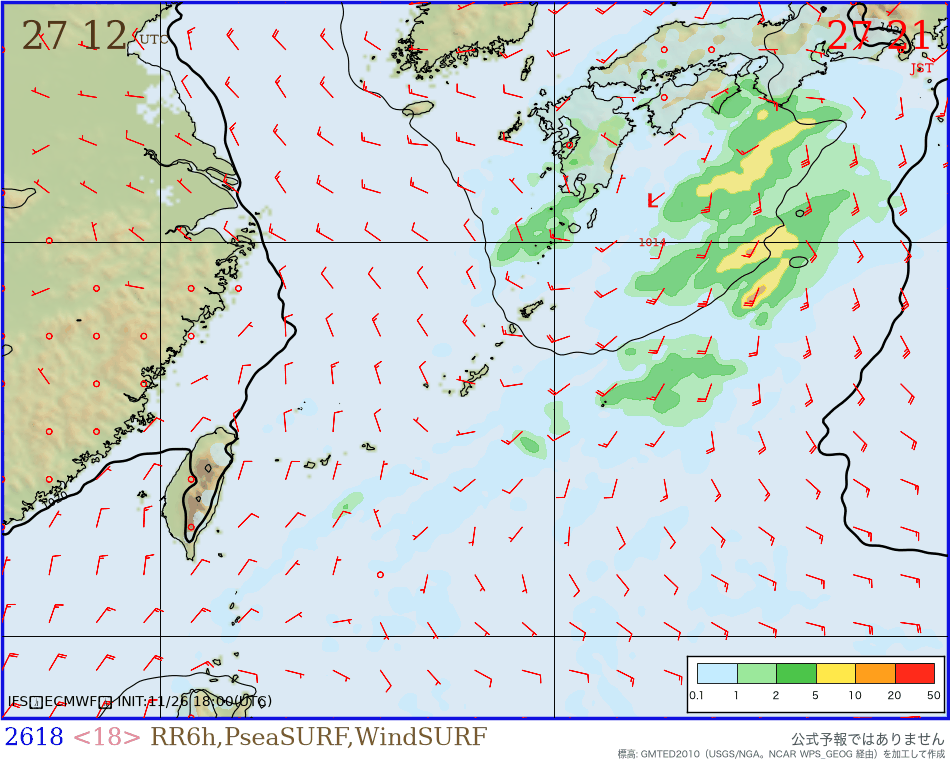 27 12 (UTC)
27 21
JST
1014
1020
IFS(ECMWF) INIT:11/26 18:00(UTC)
0.1 1 2 5 10 20 50
2618 <18> RR6h,PseaSURF,WindSURF
公式予報ではありません
標高: GMTED2010（USGS/NGA。NCAR WPS_GEOG 経由）を加工して作成